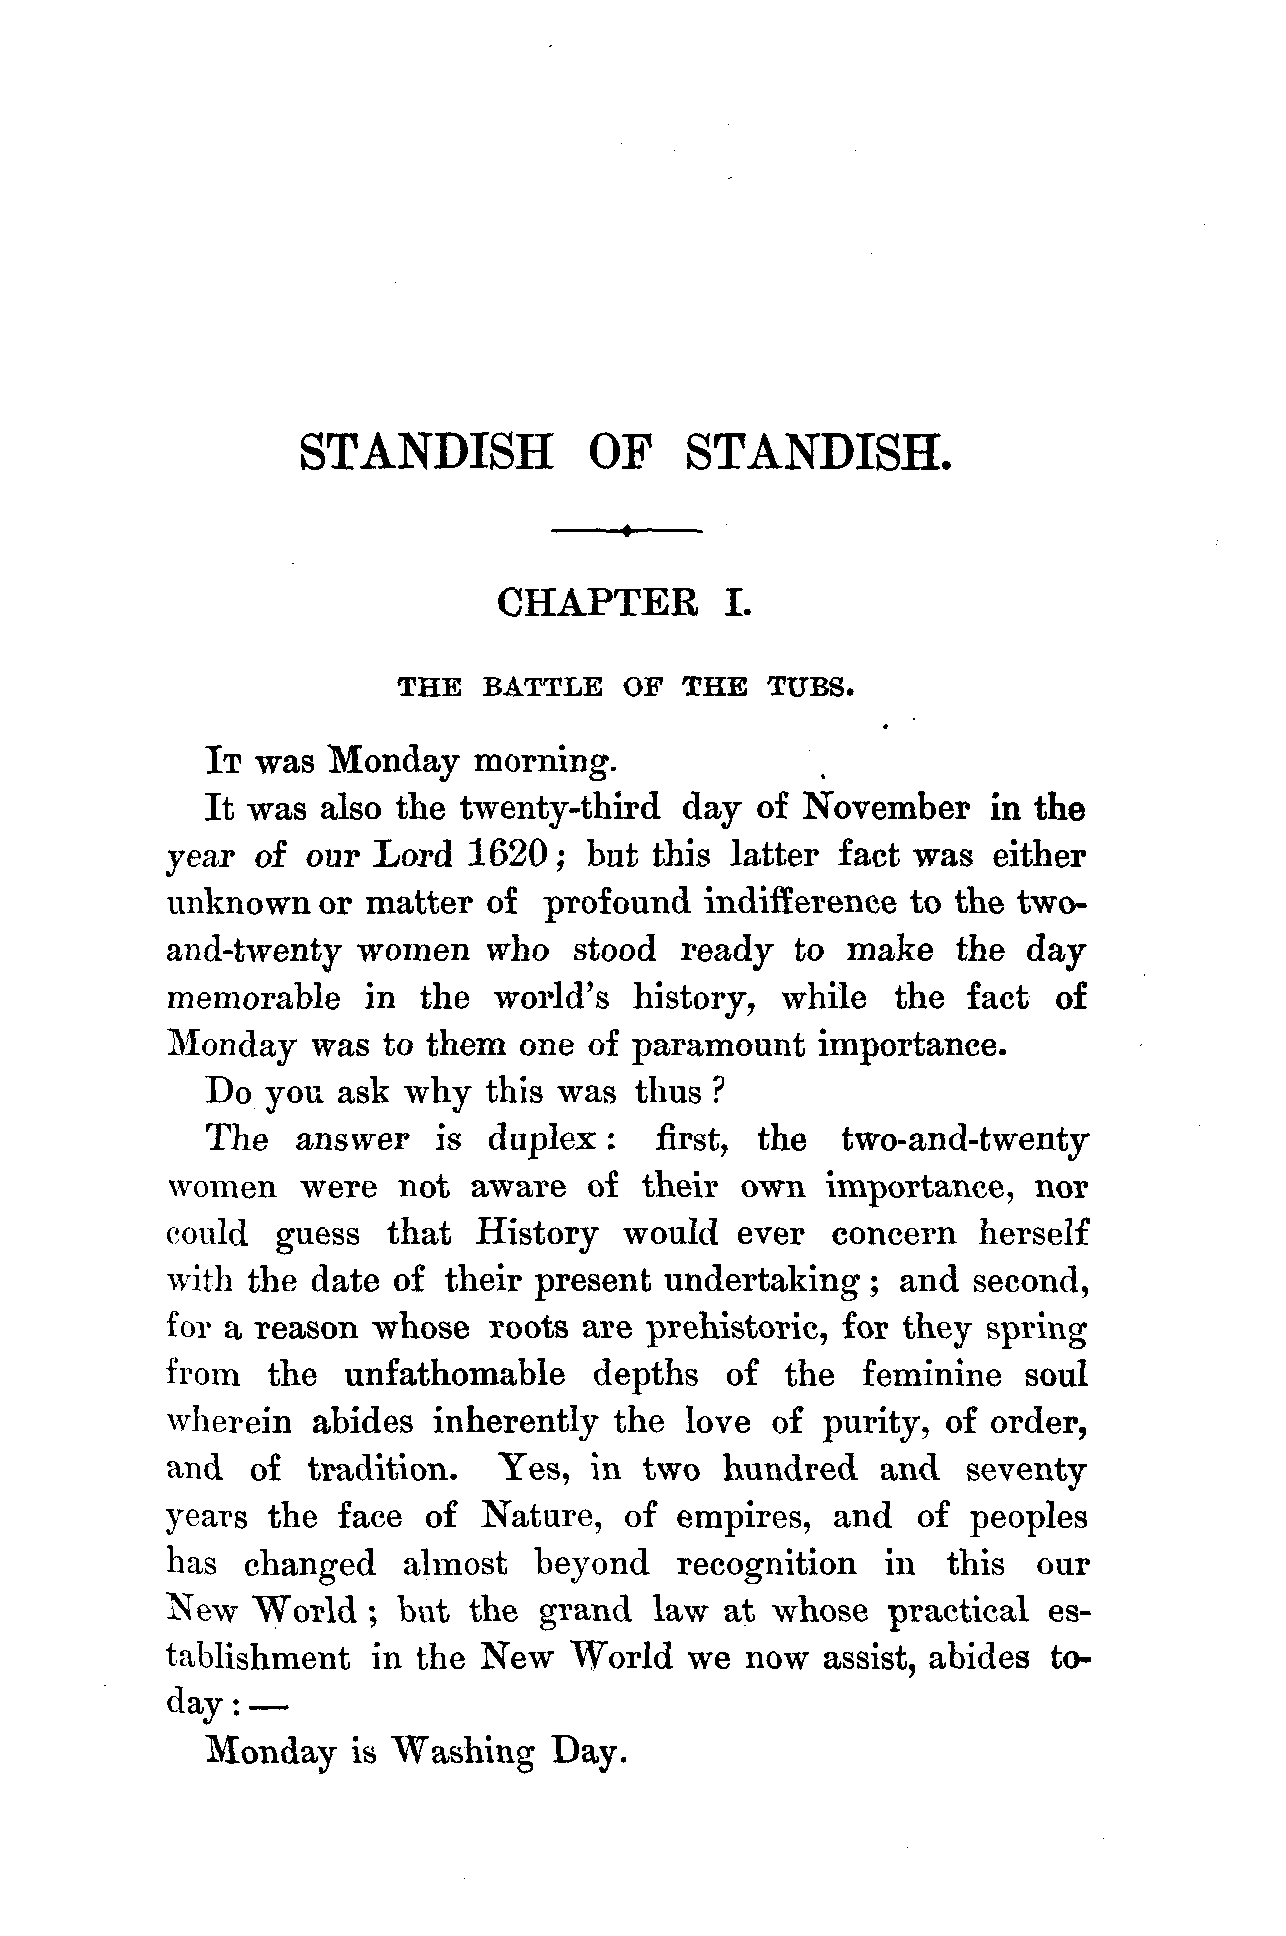 STANDISH OF STANDISH.
CHAPTER I.
THE BATTLE OF THE TUBS.
IT was Monday morning.
It was also the twenty-third day of November in the
year of our Lord 1620; but this latter fact was either
unknown or matter of profound indifference to the two-
and-twenty women who stood ready to make the day
memorable in the world's history, while the fact of
Monday was to them one of paramount importance.
Do you ask why this was thus?
The answer is duplex: first, the two-and-twenty
women were not aware of their own importance, nor
could guess that History would ever concern herself
with the date of their present undertaking; and second,
for a reason whose roots are prehistoric, for they spring
from the unfathomable depths of the feminine soul
wherein abides inherently the love of purity, of order,
and of tradition. Yes, in two hundred and seventy
years the face of Nature, of empires, and of peoples
has changed almost beyond recognition in this our
New World; but the grand law at whose practical es-
tablishment in the New World we now assist, abides to-
day:—
Monday is Washing Day.